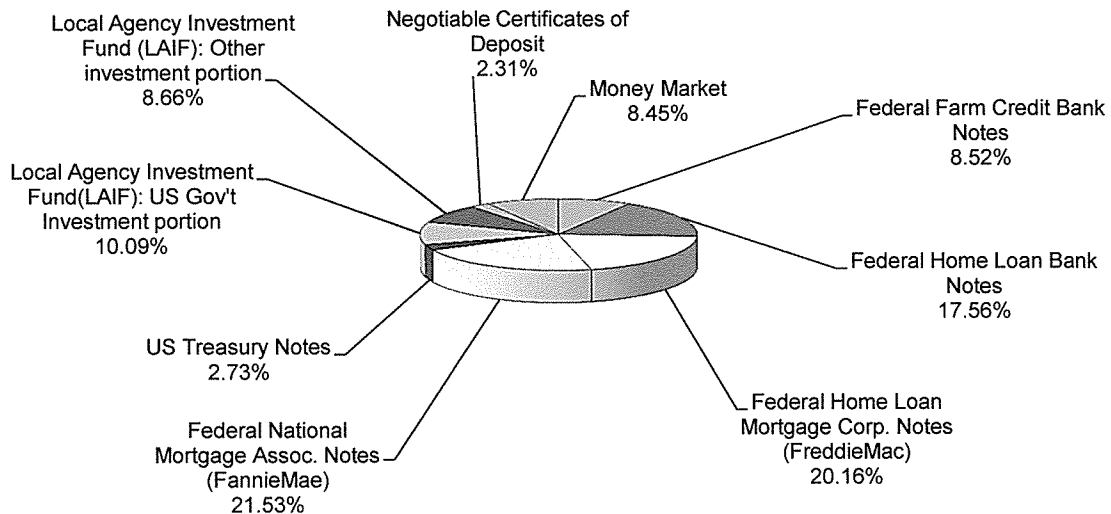 Local Agency Investment
Fund (LAIF): Other
investment portion
8.66%
Negotiable Certificates of
Deposit
2.31%
Money Market
8.45%
Federal Farm Credit Bank
Notes
8.52%
Local Agency Investment
Fund(LAIF): US Gov't
Investment portion
10.09%
Federal Home Loan Bank
Notes
17.56%
US Treasury Notes
2.73%
Federal National
Mortgage Assoc. Notes
(FannieMae)
21.53%
Federal Home Loan
Mortgage Corp. Notes
(FreddieMac)
20.16%